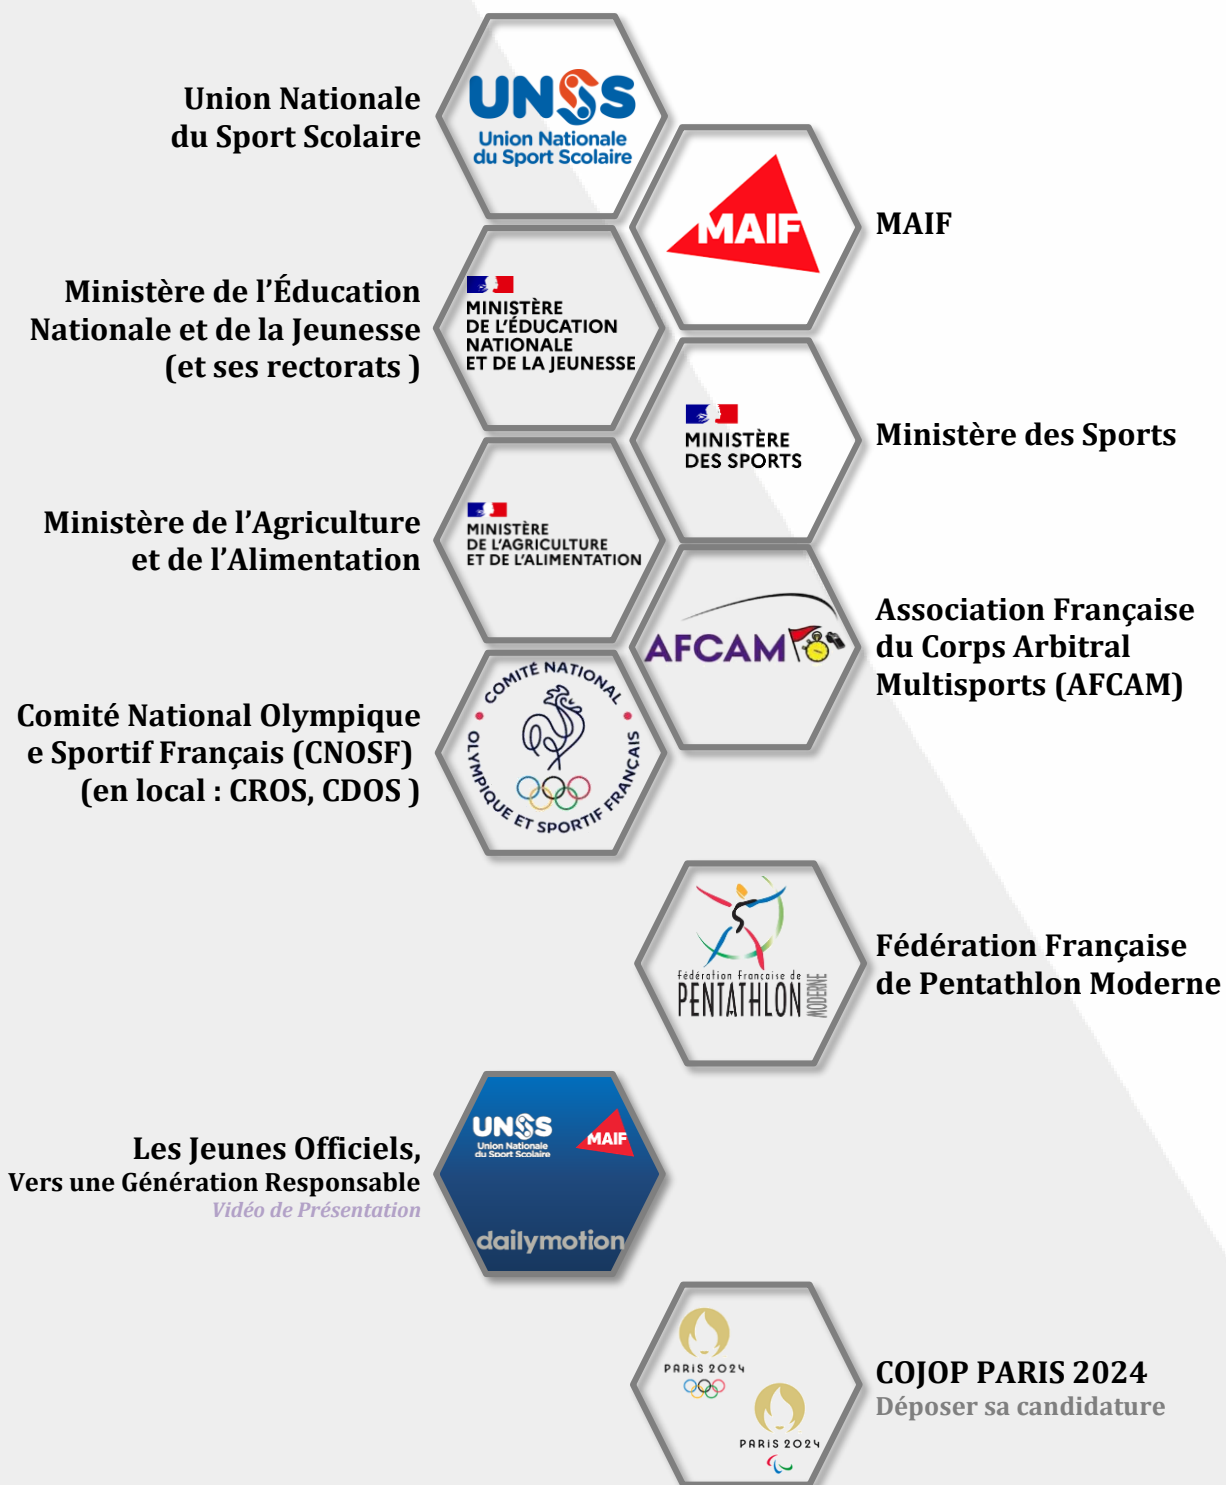 Union Nationale
du Sport Scolaire
UNSS
Union Nationale
du Sport Scolaire
MAIF
MAIF
Ministère de l’Éducation
Nationale et de la Jeunesse
(et ses rectorats )
MINISTÈRE
DE L'ÉDUCATION
NATIONALE
ET DE LA JEUNESSE
MINISTÈRE
DES SPORTS
Ministère des Sports
Ministère de l’Agriculture
et de l’Alimentation
MINISTÈRE
DE L'AGRICULTURE
ET DE L'ALIMENTATION
AFCAM
Association Française
du Corps Arbitral
Multisports (AFCAM)
Comité National Olympique
e Sportif Français (CNOSF)
(en local : CROS, CDOS )
COMITÉ NATIONAL
OLYMPIQUE ET SPORTIF FRANÇAIS
fédération française de
PENTATHLON
MODERNE
Fédération Française
de Pentathlon Moderne
Les Jeunes Officiels,
Vers une Génération Responsable
Vidéo de Présentation
UNSS
Union Nationale
du Sport Scolaire
MAIF
dailymotion
PARIS 2024
PARIS 2024
COJOP PARIS 2024
Déposer sa candidature